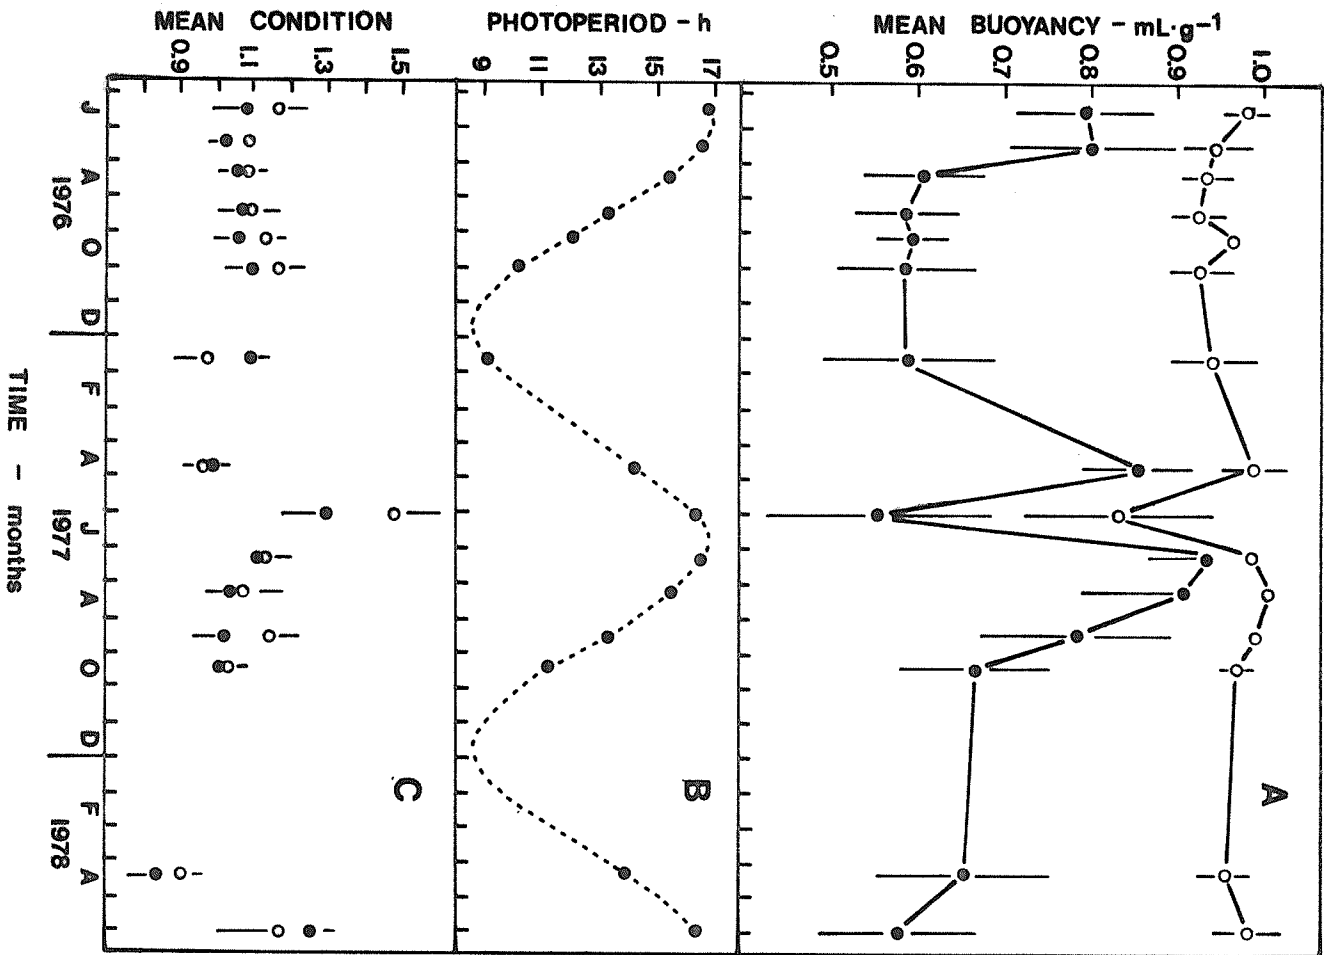 MEAN CONDITION
0.9 1.1 1.3 1.5
PHOTOPERIOD – h
9 11 13 15 17
MEAN BUOYANCY – mL·g⁻¹
0.5 0.6 0.7 0.8 0.9 1.0
J A O D F A J A O D F A
1976 1977 1978
TIME – months
C
B
A